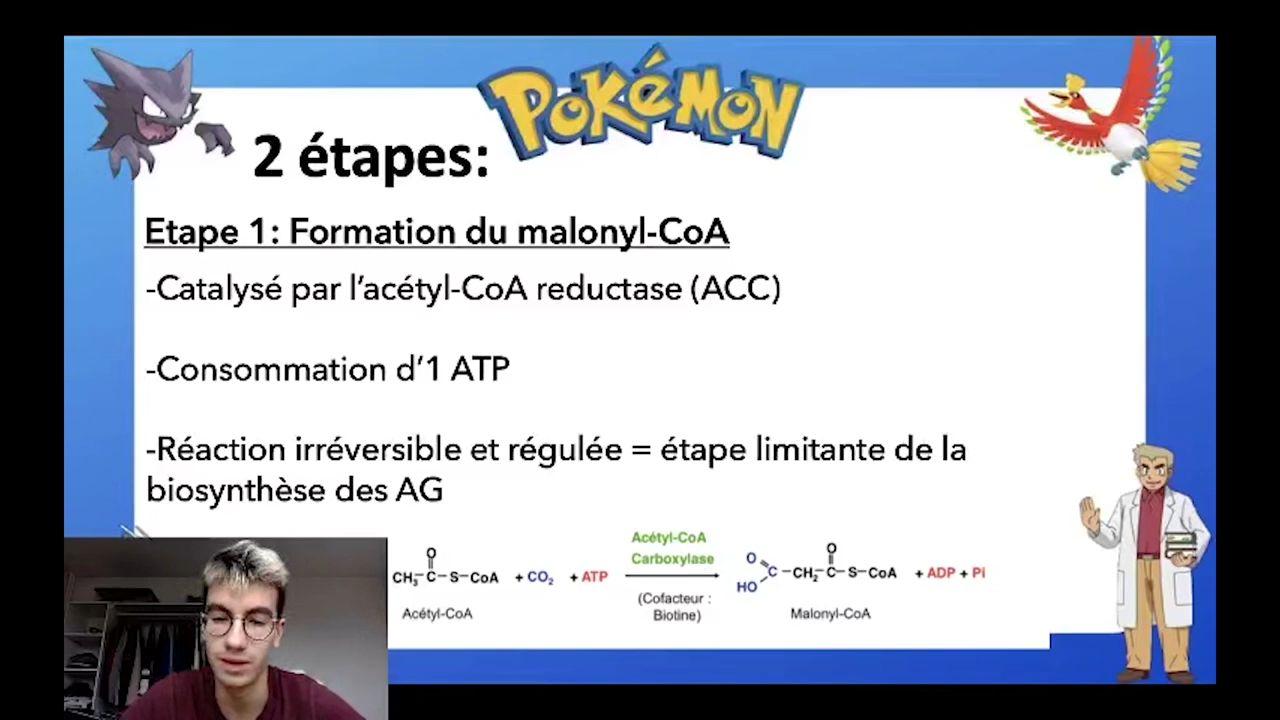 POKéMON
2 étapes:
Etape 1: Formation du malonyl-CoA
-Catalysé par l’acétyl-CoA reductase (ACC)
-Consommation d’1 ATP
-Réaction irréversible et régulée = étape limitante de la
biosynthèse des AG
Acétyl-CoA
Carboxylase
O O O
CH3-C-S-CoA + CO2 + ATP C-CH2-C-S-CoA + ADP + Pi
HO
(Cofacteur :
Biotine)
Acétyl-CoA Malonyl-CoA